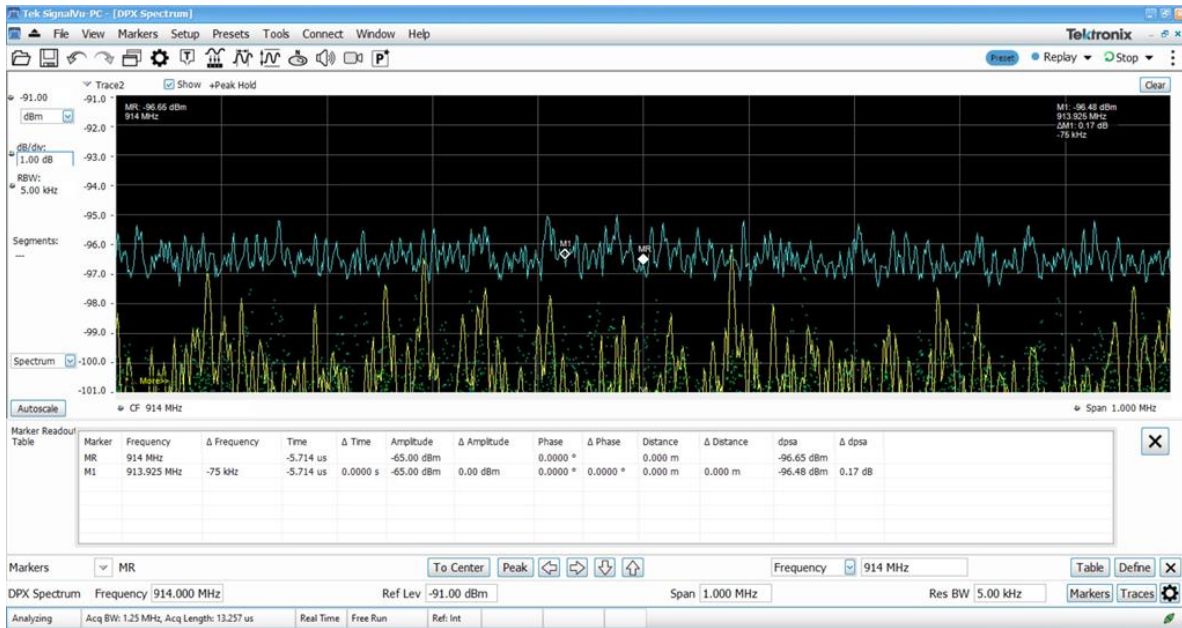 Tek SignalVu-PC - [DPX Spectrum]
File View Markers Setup Presets Tools Connect Window Help
Tektronix
Preset Replay Stop
Trace2 Show +Peak Hold Clear
-91.00
dBm
dB/div:
1.00 dB
RBW:
5.00 kHz
Segments:
---
Spectrum
Autoscale
-91.0
-92.0
-93.0
-94.0
-95.0
-96.0
-97.0
-98.0
-99.0
-100.0
-101.0
MR: -96.65 dBm
914 MHz
M1: -96.48 dBm
913.925 MHz
ΔM1: 0.17 dB
-75 kHz
M1
MR
More>>
CF 914 MHz Span 1.000 MHz
Marker Readout
Table
Marker Frequency Δ Frequency Time Δ Time Amplitude Δ Amplitude Phase Δ Phase Distance Δ Distance dpsa Δ dpsa
MR 914 MHz -5.714 us -65.00 dBm 0.0000 ° 0.000 m -96.65 dBm
M1 913.925 MHz -75 kHz -5.714 us 0.0000 s -65.00 dBm 0.00 dBm 0.0000 ° 0.0000 ° 0.000 m 0.000 m -96.48 dBm 0.17 dB
Markers MR To Center Peak Frequency 914 MHz Table Define
DPX Spectrum Frequency 914.000 MHz Ref Lev -91.00 dBm Span 1.000 MHz Res BW 5.00 kHz Markers Traces
Analyzing Acq BW: 1.25 MHz, Acq Length: 13.257 us Real Time Free Run Ref: Int